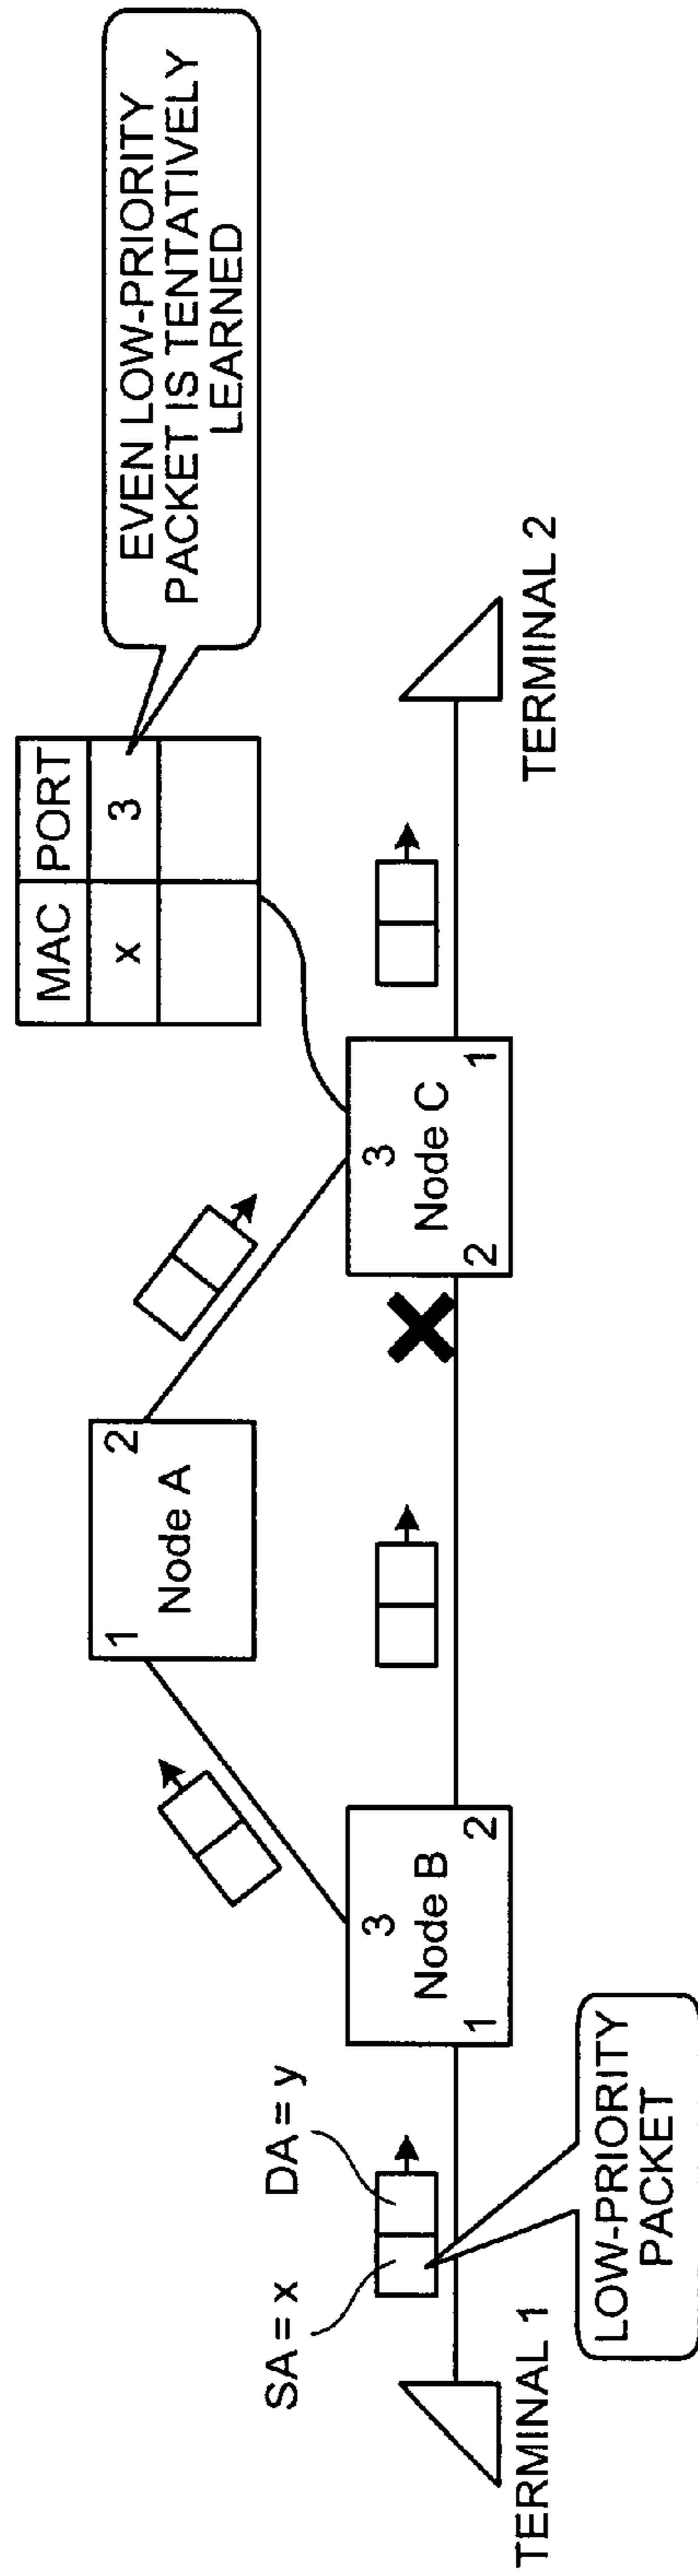 EVEN LOW-PRIORITY
PACKET IS TENTATIVELY
LEARNED
MAC PORT
x 3
Node A
1
2
3
Node B
1
2
3
Node C
2
1
SA = x
DA = y
TERMINAL 1
TERMINAL 2
LOW-PRIORITY
PACKET